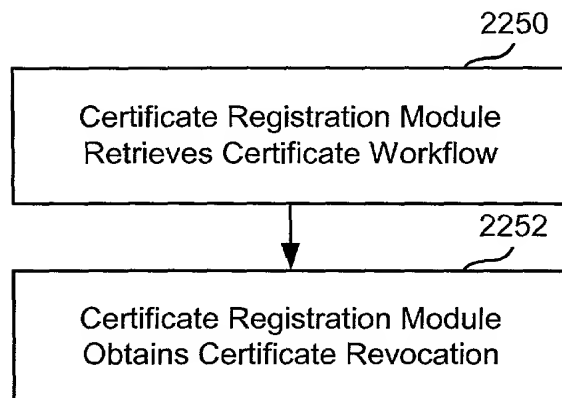 2250
Certificate Registration Module
Retrieves Certificate Workflow
2252
Certificate Registration Module
Obtains Certificate Revocation